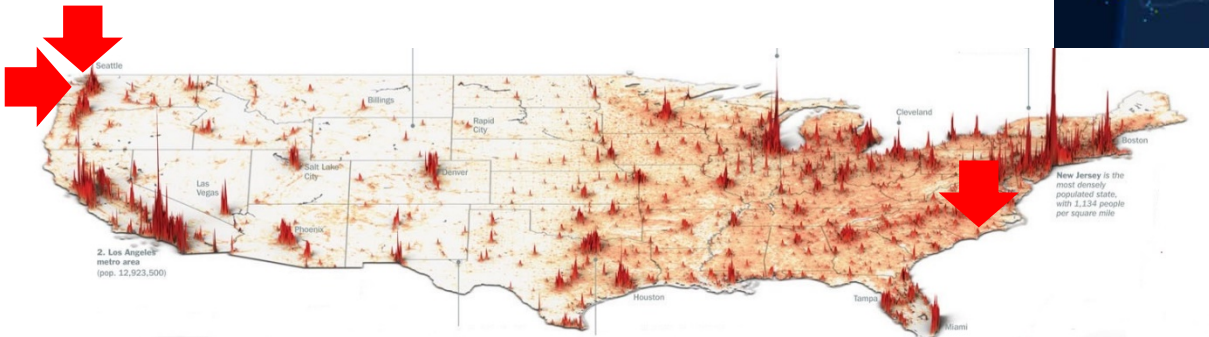 Seattle
Billings
Rapid
City
Cleveland
Boston
Salt Lake
City
Denver
Las
Vegas
New Jersey is the
most densely
populated state,
with 1,134 people
per square mile
Phoenix
2. Los Angeles
metro area
(pop. 12,923,500)
Houston
Tampa
Miami